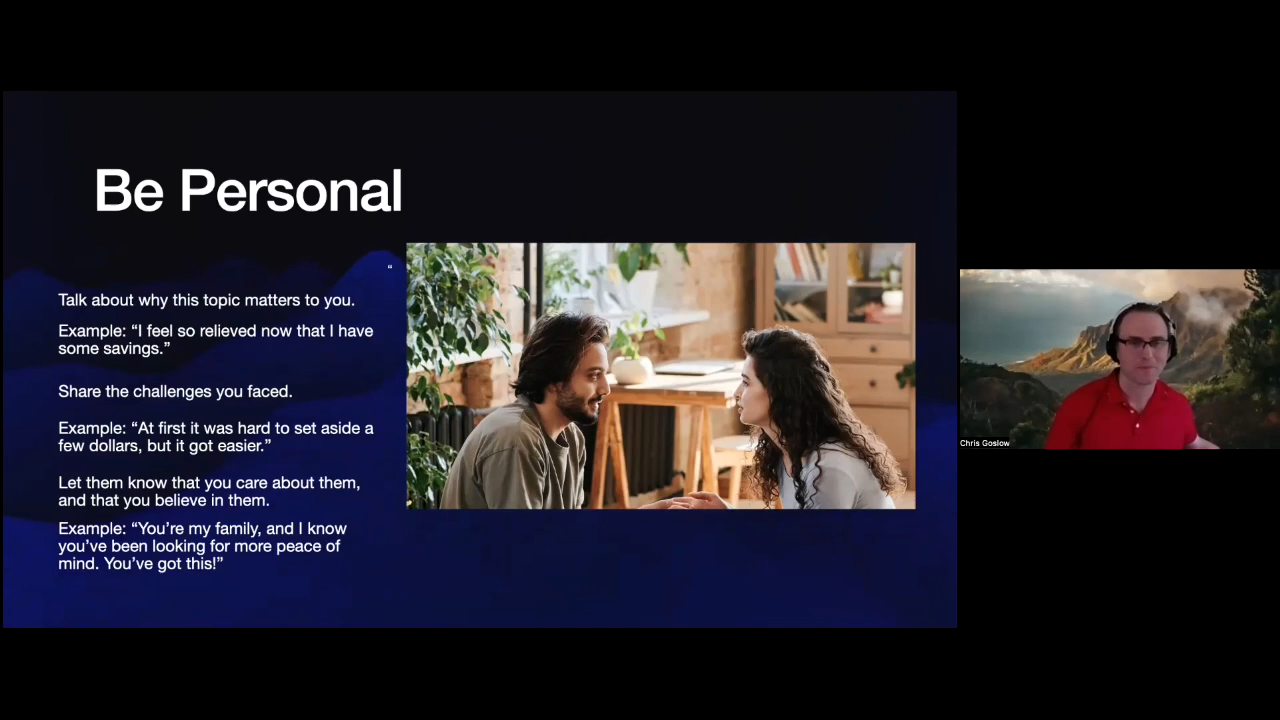 Be Personal
“
Talk about why this topic matters to you.
Example: “I feel so relieved now that I have
some savings.”
Share the challenges you faced.
Example: “At first it was hard to set aside a
few dollars, but it got easier.”
Let them know that you care about them,
and that you believe in them.
Example: “You’re my family, and I know
you’ve been looking for more peace of
mind. You’ve got this!”
Chris Goslow